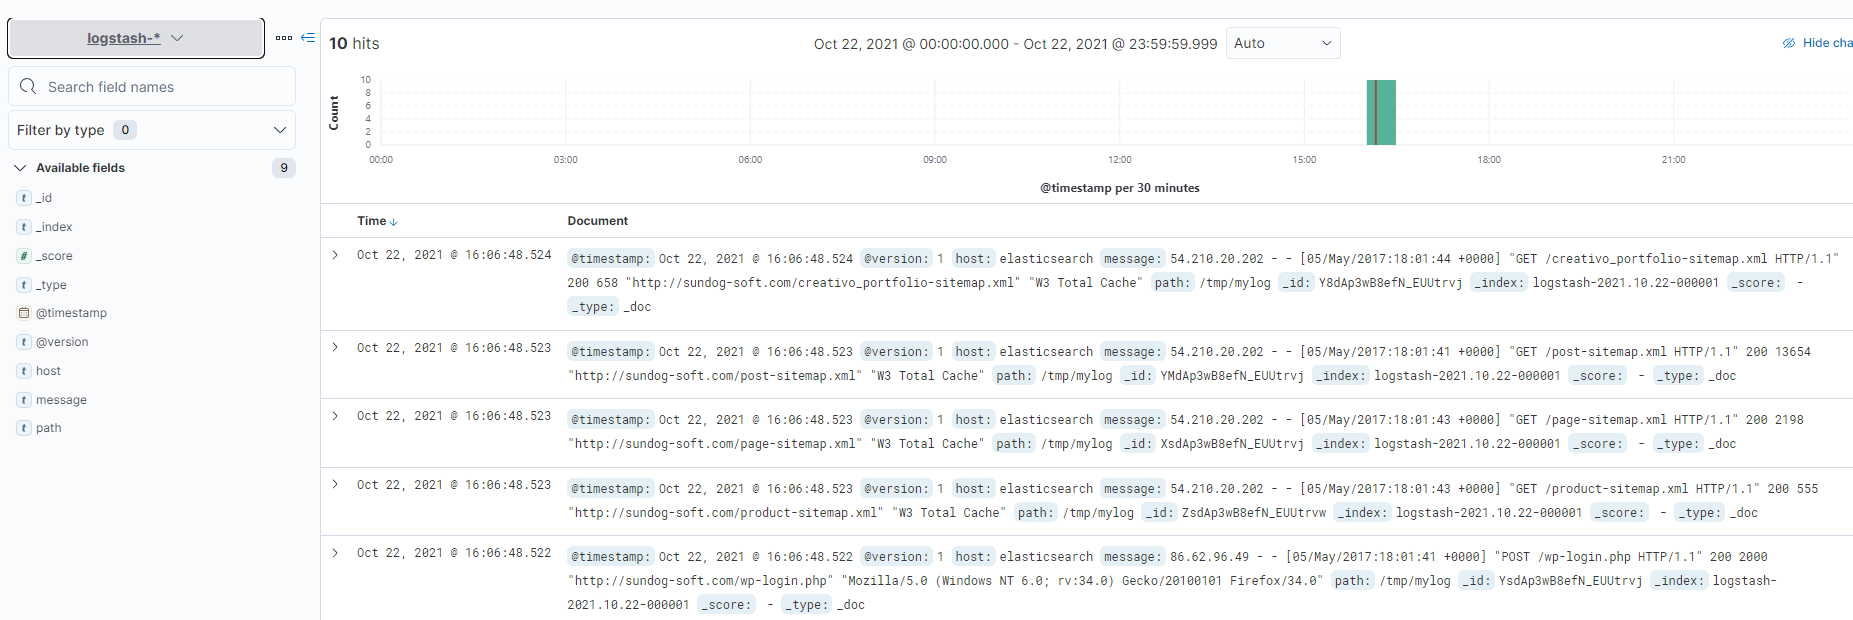 logstash-*
10 hits
Oct 22, 2021 @ 00:00:00.000 - Oct 22, 2021 @ 23:59:59.999
Auto
Hide cha
Search field names
Filter by type 0
Available fields 9
t _id
t _index
# _score
t _type
@timestamp
t @version
t host
t message
t path
Count
10
8
6
4
2
0
00:00 03:00 06:00 09:00 12:00 15:00 18:00 21:00
@timestamp per 30 minutes
Time Document
Oct 22, 2021 @ 16:06:48.524 @timestamp: Oct 22, 2021 @ 16:06:48.524 @version: 1 host: elasticsearch message: 54.210.20.202 - - [05/May/2017:18:01:44 +0000] "GET /creativo_portfolio-sitemap.xml HTTP/1.1"
200 658 "http://sundog-soft.com/creativo_portfolio-sitemap.xml" "W3 Total Cache" path: /tmp/mylog _id: Y8dAp3wB8efN_EUUtrvj _index: logstash-2021.10.22-000001 _score: -
_type: _doc
Oct 22, 2021 @ 16:06:48.523 @timestamp: Oct 22, 2021 @ 16:06:48.523 @version: 1 host: elasticsearch message: 54.210.20.202 - - [05/May/2017:18:01:41 +0000] "GET /post-sitemap.xml HTTP/1.1" 200 13654
"http://sundog-soft.com/post-sitemap.xml" "W3 Total Cache" path: /tmp/mylog _id: YMdAp3wB8efN_EUUtrvj _index: logstash-2021.10.22-000001 _score: - _type: _doc
Oct 22, 2021 @ 16:06:48.523 @timestamp: Oct 22, 2021 @ 16:06:48.523 @version: 1 host: elasticsearch message: 54.210.20.202 - - [05/May/2017:18:01:43 +0000] "GET /page-sitemap.xml HTTP/1.1" 200 2198
"http://sundog-soft.com/page-sitemap.xml" "W3 Total Cache" path: /tmp/mylog _id: XsdAp3wB8efN_EUUtrvj _index: logstash-2021.10.22-000001 _score: - _type: _doc
Oct 22, 2021 @ 16:06:48.523 @timestamp: Oct 22, 2021 @ 16:06:48.523 @version: 1 host: elasticsearch message: 54.210.20.202 - - [05/May/2017:18:01:43 +0000] "GET /product-sitemap.xml HTTP/1.1" 200 555
"http://sundog-soft.com/product-sitemap.xml" "W3 Total Cache" path: /tmp/mylog _id: ZsdAp3wB8efN_EUUtrvw _index: logstash-2021.10.22-000001 _score: - _type: _doc
Oct 22, 2021 @ 16:06:48.522 @timestamp: Oct 22, 2021 @ 16:06:48.522 @version: 1 host: elasticsearch message: 86.62.96.49 - - [05/May/2017:18:01:41 +0000] "POST /wp-login.php HTTP/1.1" 200 2000
"http://sundog-soft.com/wp-login.php" "Mozilla/5.0 (Windows NT 6.0; rv:34.0) Gecko/20100101 Firefox/34.0" path: /tmp/mylog _id: YsdAp3wB8efN_EUUtrvj _index: logstash-
2021.10.22-000001 _score: - _type: _doc